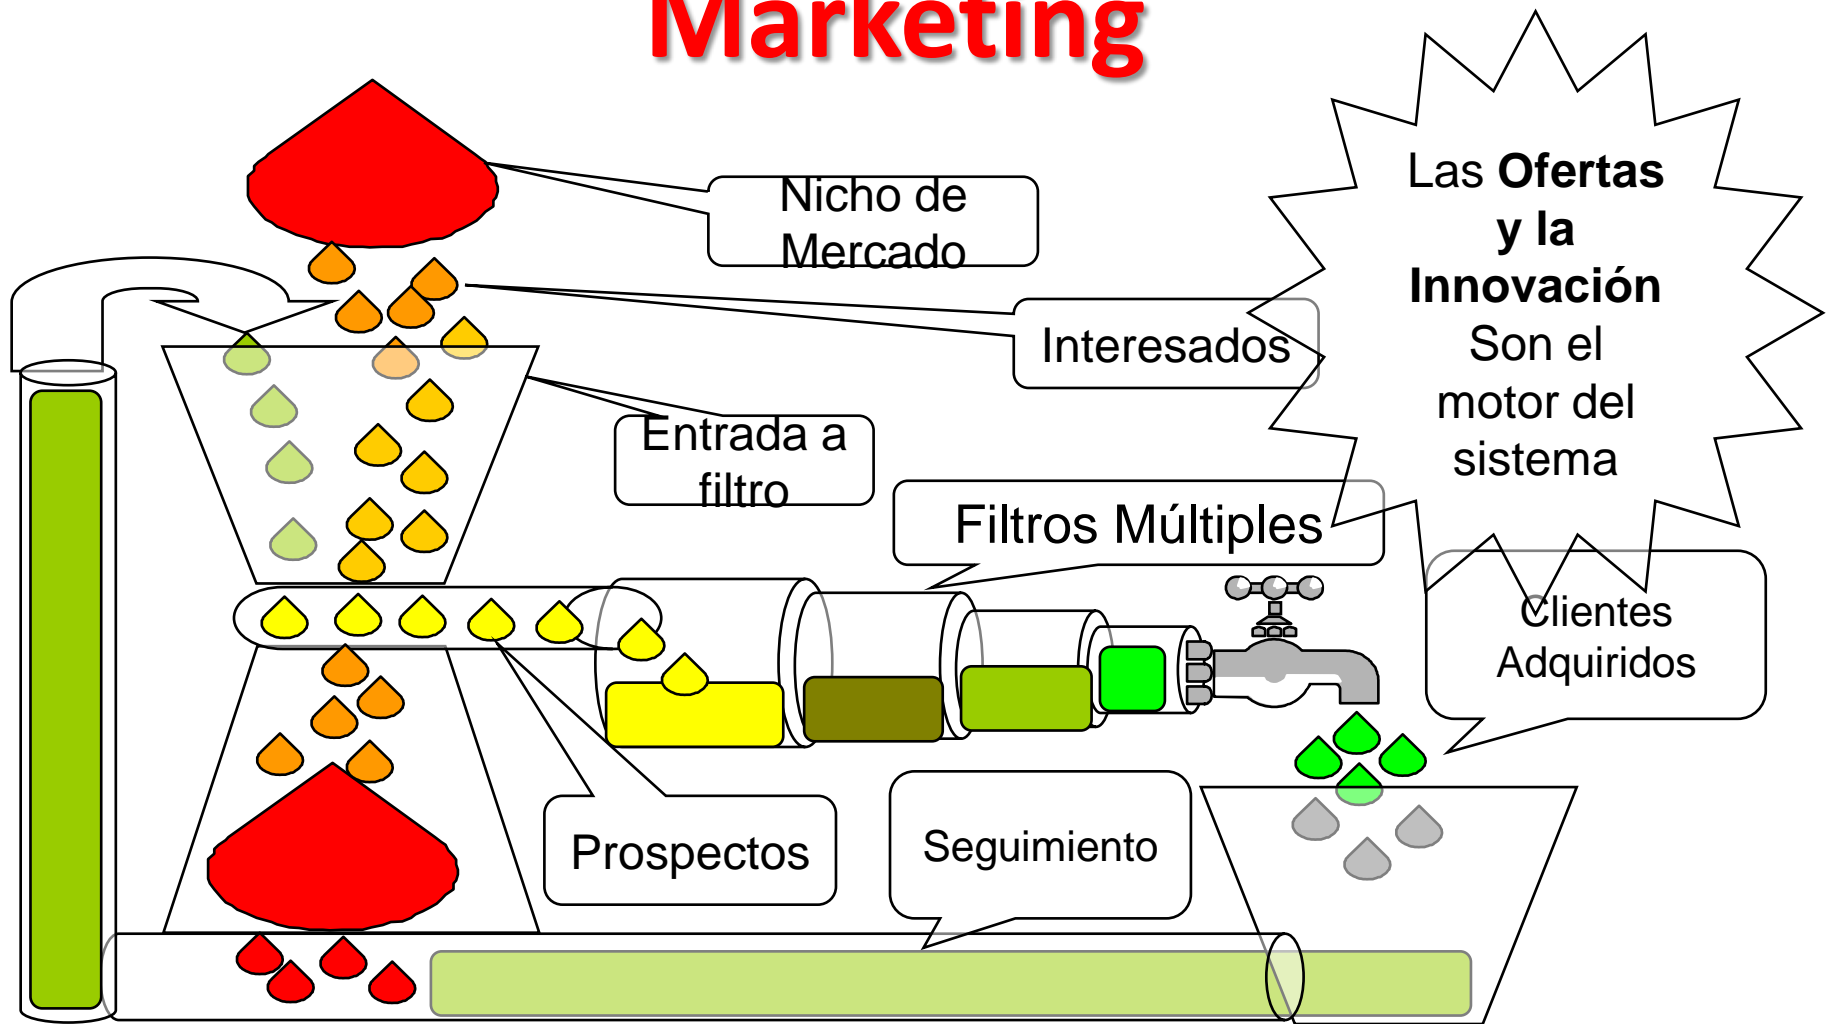 Marketing
Nicho de
Mercado
Interesados
Entrada a
filtro
Filtros Múltiples
Las Ofertas
y la
Innovación
Son el
motor del
sistema
Clientes
Adquiridos
Prospectos
Seguimiento